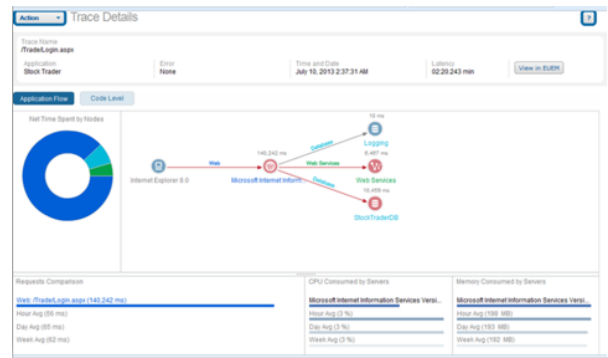 Action
Trace Details
?
Trace Name
/Trade/Login.aspx
Application
Stock Trader
Error
None
Time and Date
July 10, 2013 2:37:31 AM
Latency
02:20.243 min
View in EUEM
Application Flow
Code Level
Net Time Spent by Nodes
10 ms
Logging
Database
140,242 ms
Web
Web Services
Internet Explorer 8.0
Microsoft Internet Inform...
Web Services
Database
StockTraderDB
Requests Comparison
Web: /Trade/Login.aspx (140,242 ms)
Hour Avg (56 ms)
Day Avg (65 ms)
Week Avg (62 ms)
CPU Consumed by Servers
Microsoft Internet Information Services Versi...
Hour Avg (3 %)
Day Avg (3 %)
Week Avg (3 %)
Memory Consumed by Servers
Microsoft Internet Information Services Versi...
Hour Avg (198 MB)
Day Avg (193 MB)
Week Avg (192 MB)